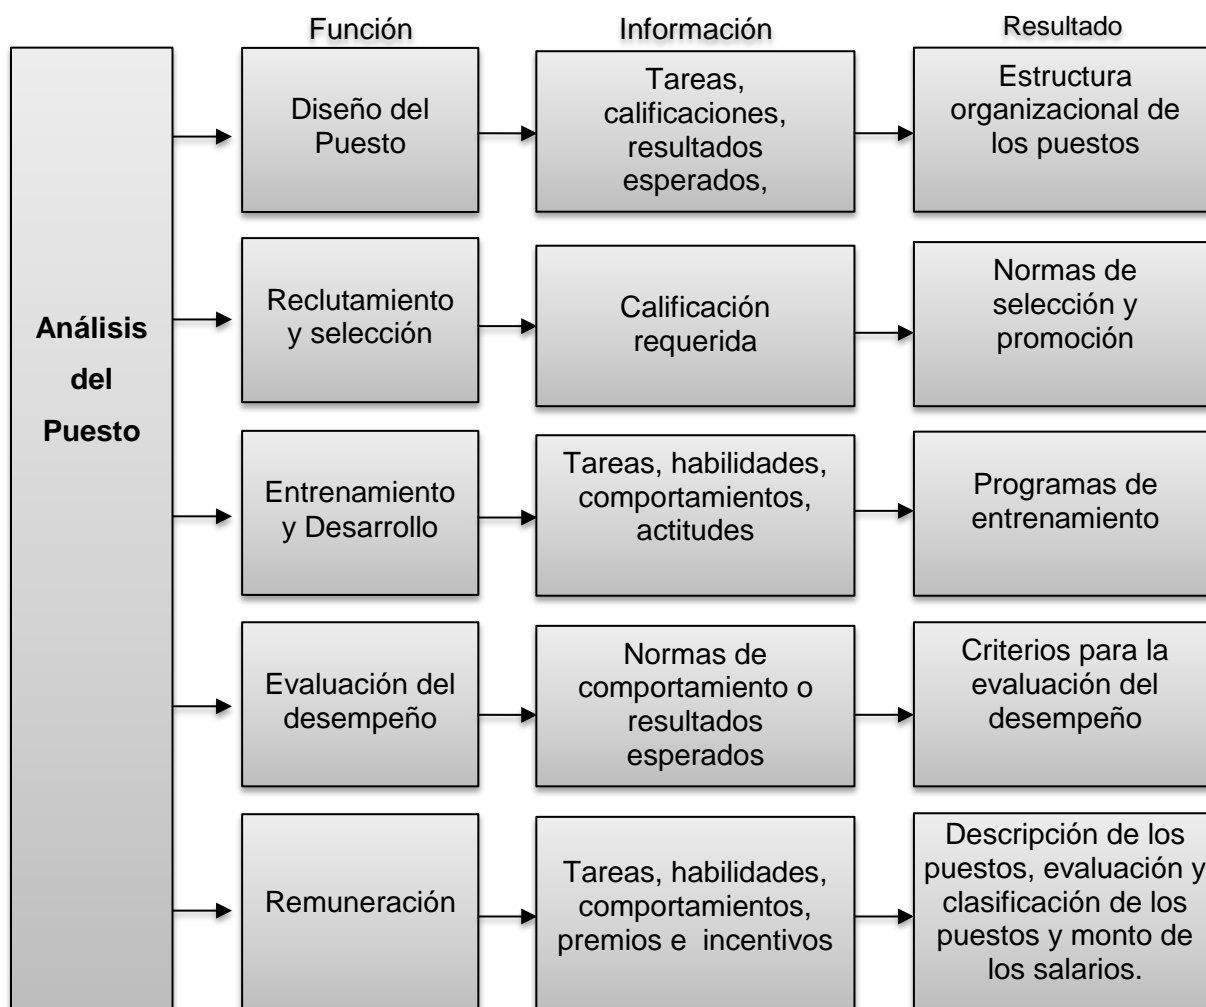 Función
Información
Resultado
Análisis
del
Puesto
Diseño del
Puesto
Tareas,
calificaciones,
resultados
esperados,
Estructura
organizacional de
los puestos
Reclutamiento
y selección
Calificación
requerida
Normas de
selección y
promoción
Entrenamiento
y Desarrollo
Tareas, habilidades,
comportamientos,
actitudes
Programas de
entrenamiento
Evaluación del
desempeño
Normas de
comportamiento o
resultados
esperados
Criterios para la
evaluación del
desempeño
Remuneración
Tareas, habilidades,
comportamientos,
premios e  incentivos
Descripción de los
puestos, evaluación y
clasificación de los
puestos y monto de
los salarios.